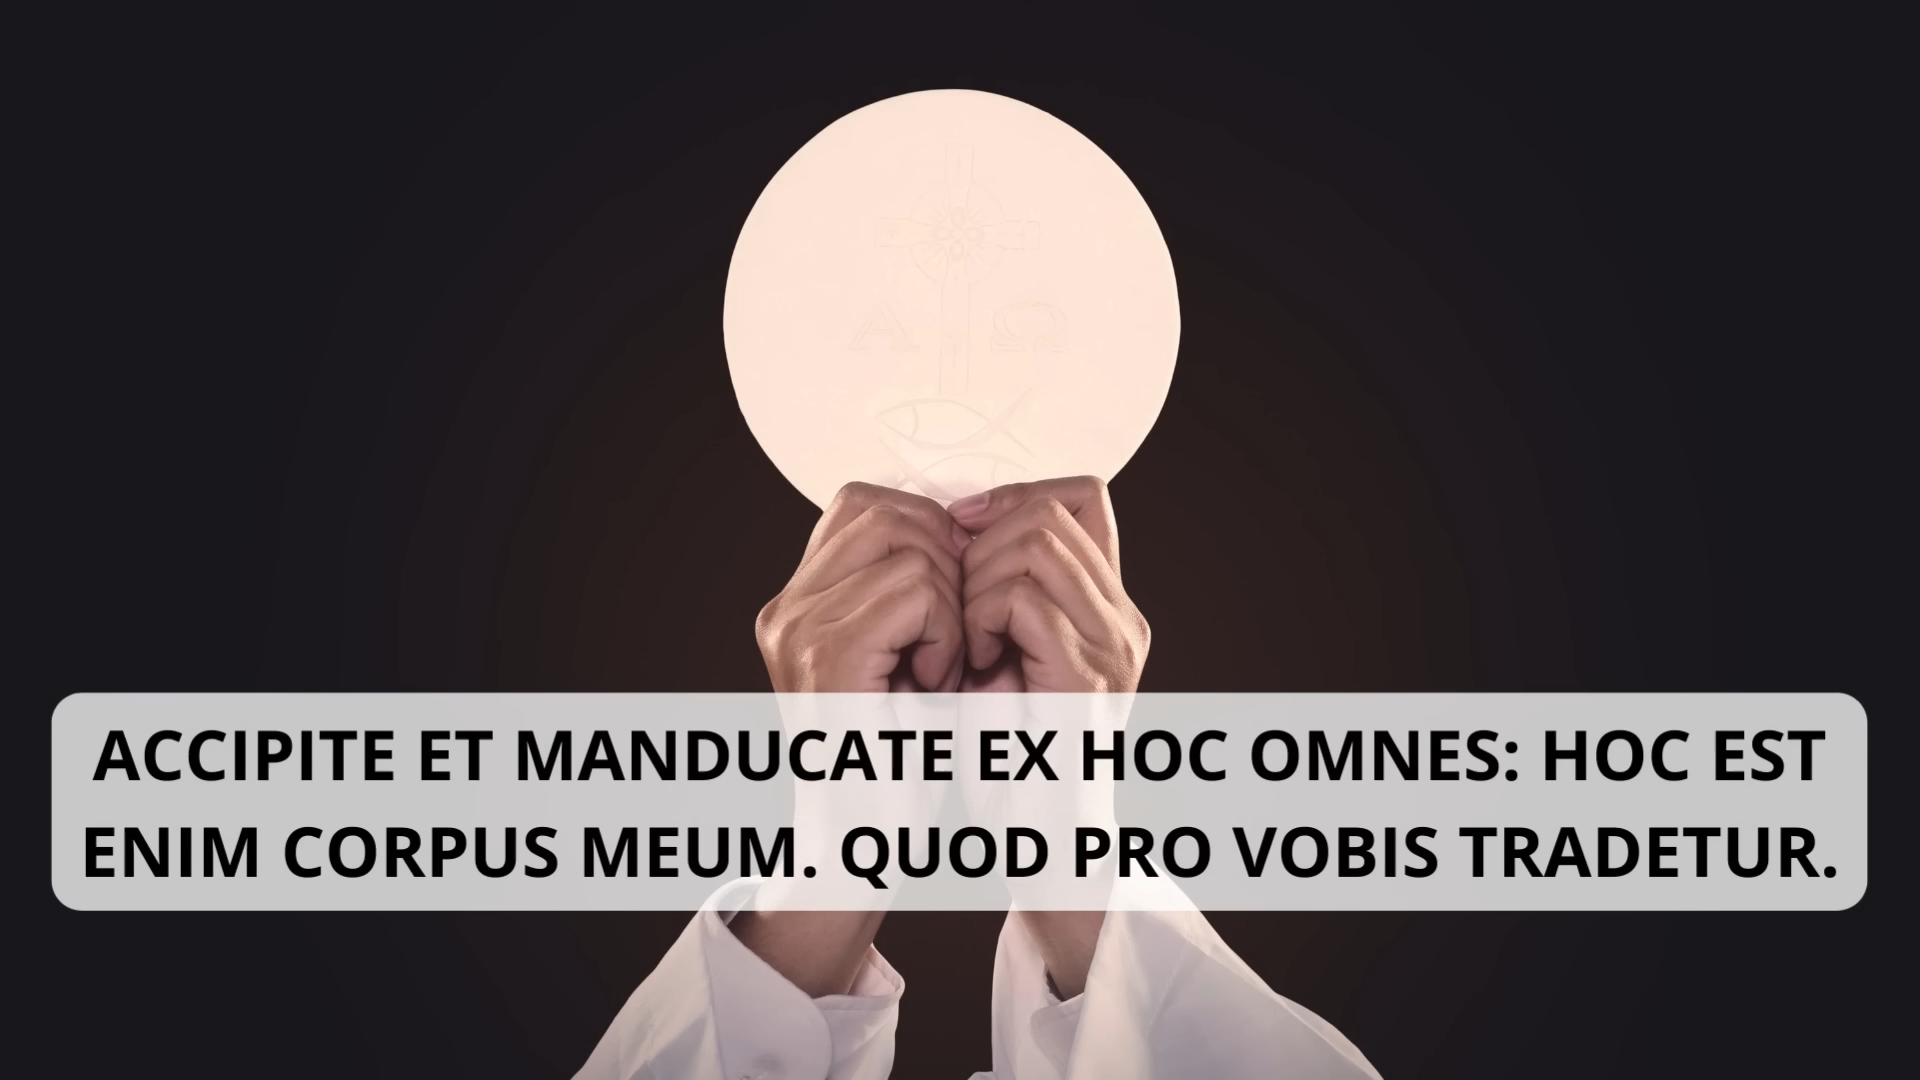 Α Ω
ACCIPITE ET MANDUCATE EX HOC OMNES: HOC EST
ENIM CORPUS MEUM. QUOD PRO VOBIS TRADETUR.